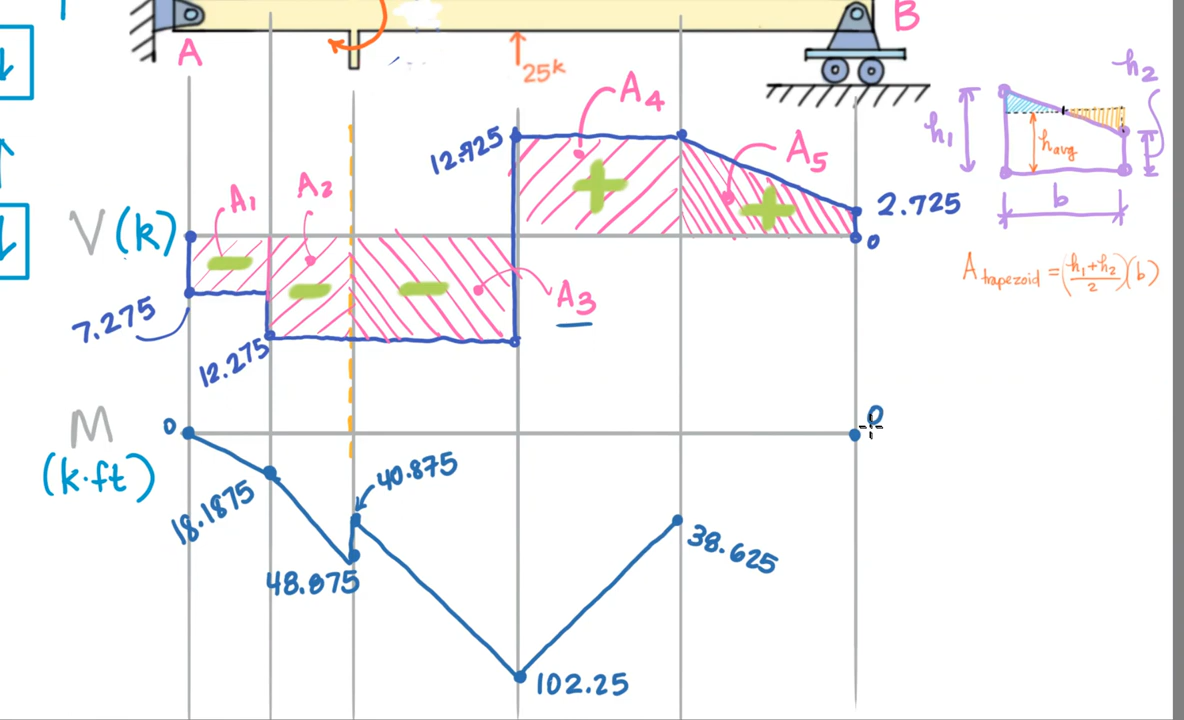 A
B
25k
A4
h2
12.725
A5
h1
havg
A1
A2
b
2.725
V(k)
0
A trapezoid = (h1+h2/2)(b)
A3
7.275
12.275
0
0
M
(k·ft)
40.875
18.1875
38.625
48.875
102.25